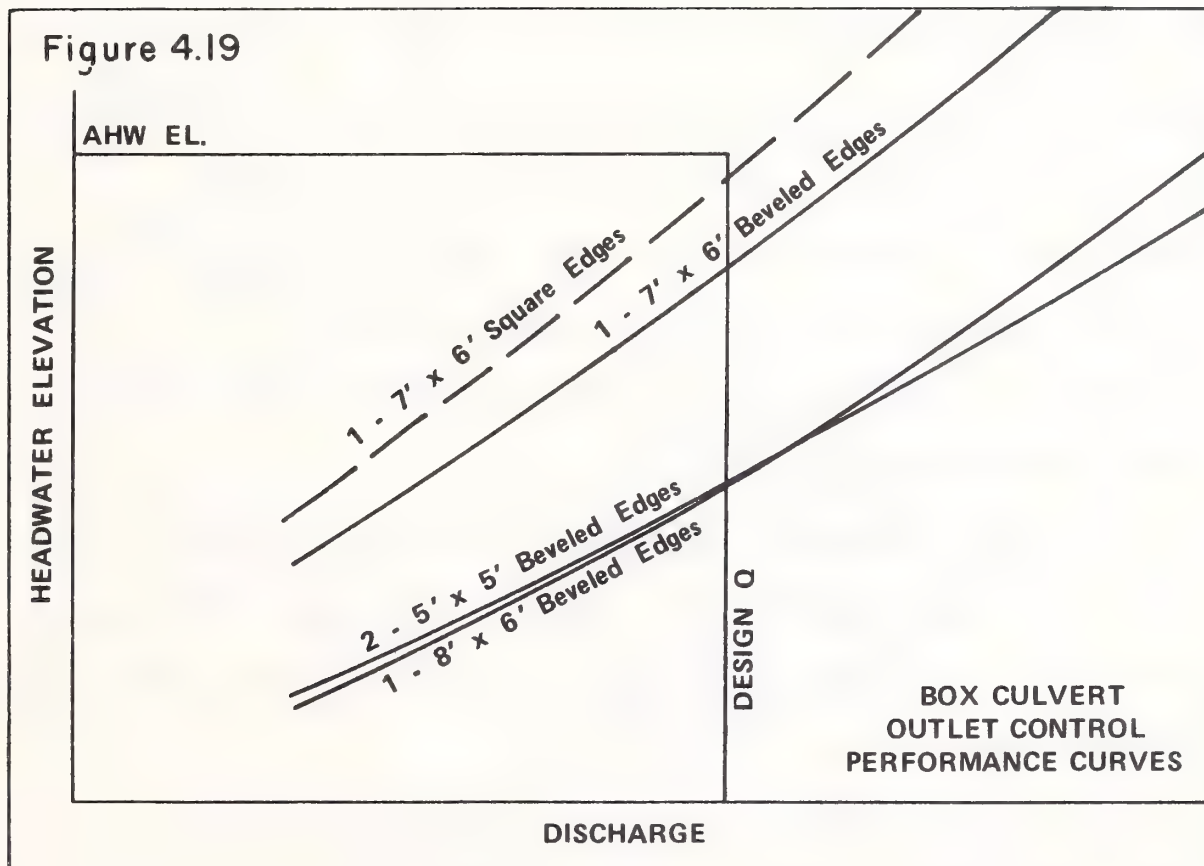 Figure 4.19
AHW EL.
HEADWATER ELEVATION
1 - 7' x 6' Square Edges
1 - 7' x 6' Beveled Edges
2 - 5' x 5' Beveled Edges
1 - 8' x 6' Beveled Edges
DESIGN Q
BOX CULVERT
OUTLET CONTROL
PERFORMANCE CURVES
DISCHARGE